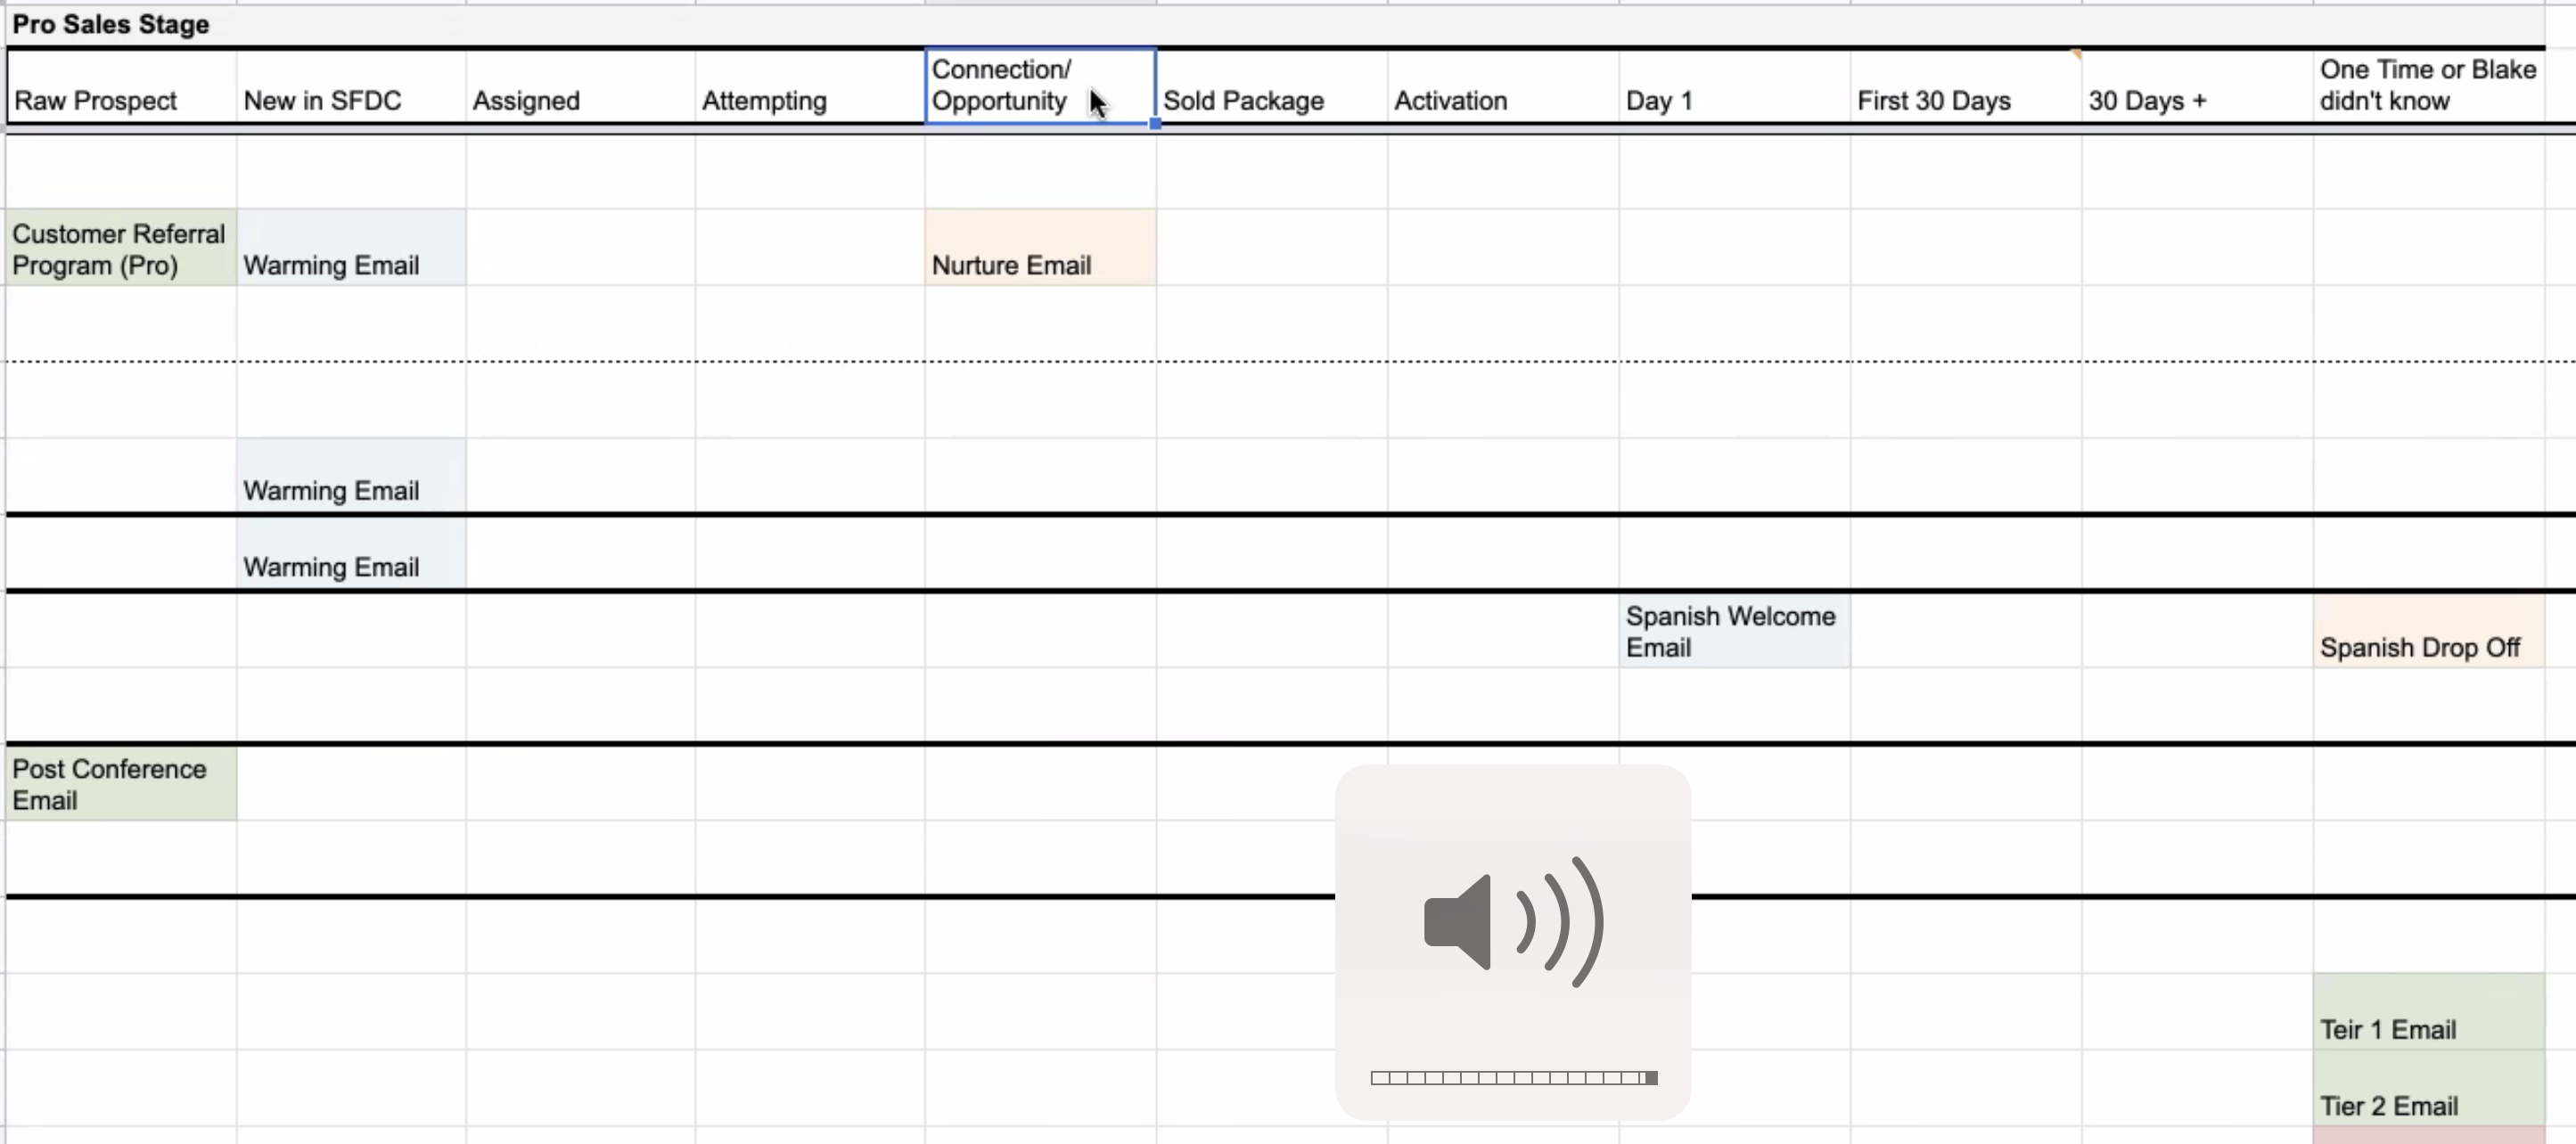 Pro Sales Stage
Raw Prospect
New in SFDC
Assigned
Attempting
Connection/
Opportunity
Sold Package
Activation
Day 1
First 30 Days
30 Days +
One Time or Blake
didn't know
Customer Referral
Program (Pro)
Warming Email
Nurture Email
Warming Email
Warming Email
Spanish Welcome
Email
Spanish Drop Off
Post Conference
Email
Teir 1 Email
Tier 2 Email